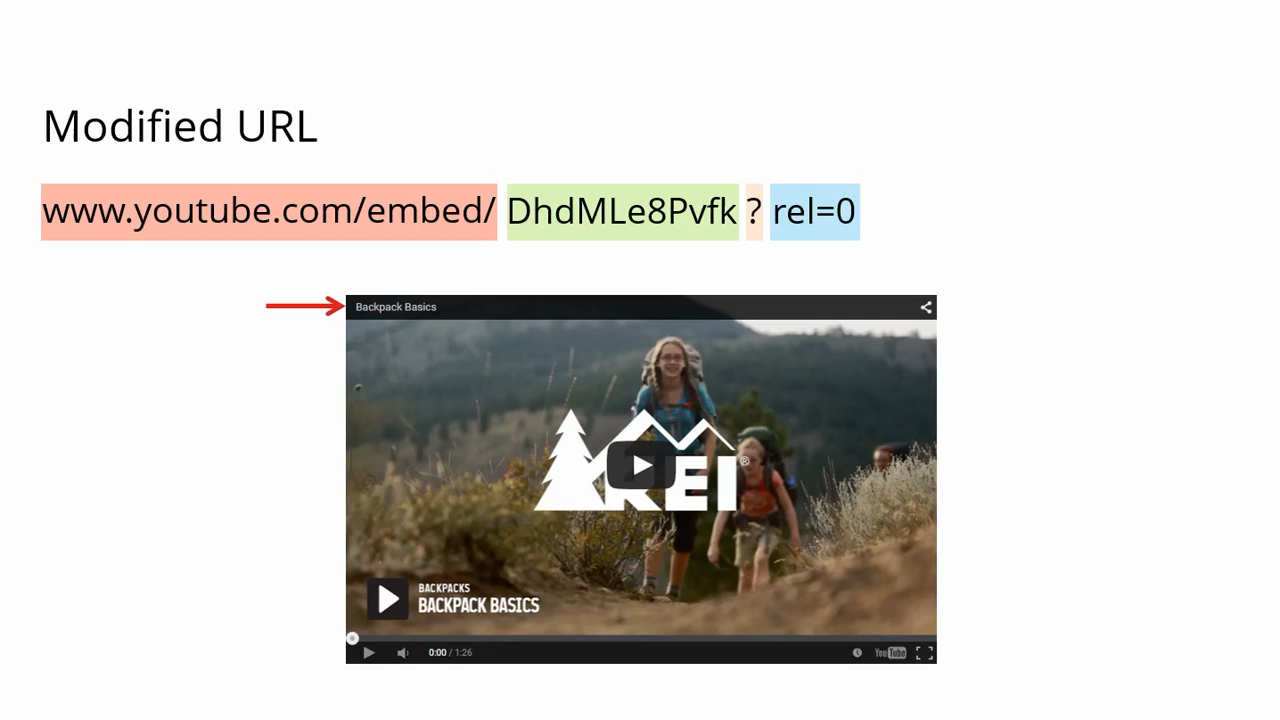 Modified URL
www.youtube.com/embed/ DhdMLe8Pvfk ? rel=0
Backpack Basics
REI®
BACKPACKS
BACKPACK BASICS
0:00 / 1:26
YouTube